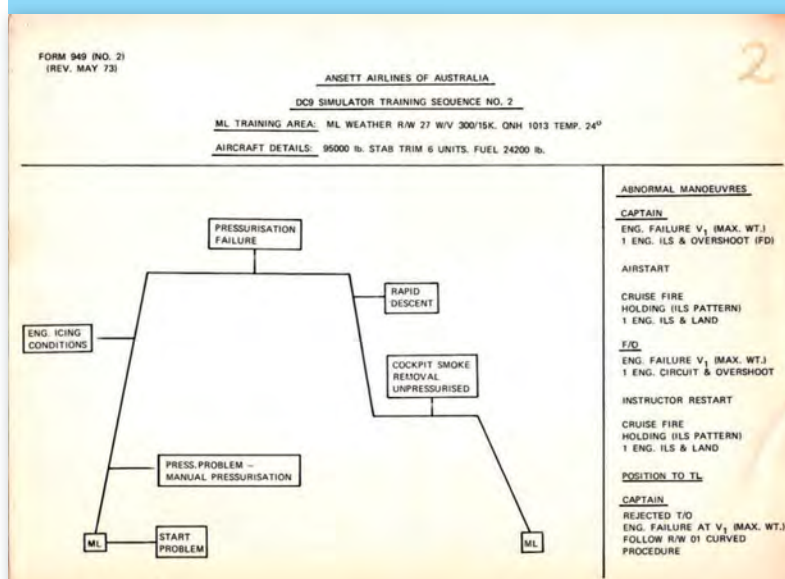 FORM 949 (NO. 2)
(REV. MAY 73)
2
ANSETT AIRLINES OF AUSTRALIA
DC9 SIMULATOR TRAINING SEQUENCE NO. 2
ML TRAINING AREA: ML WEATHER R/W 27 W/V 300/15K. QNH 1013 TEMP. 24°
AIRCRAFT DETAILS: 95000 lb. STAB TRIM 6 UNITS. FUEL 24200 lb.
PRESSURISATION
FAILURE
RAPID
DESCENT
ENG. ICING
CONDITIONS
COCKPIT SMOKE
REMOVAL
UNPRESSURISED
PRESS.PROBLEM –
MANUAL PRESSURISATION
ML
START
PROBLEM
ML
ABNORMAL MANOEUVRES
CAPTAIN
ENG. FAILURE V₁ (MAX. WT.)
1 ENG. ILS & OVERSHOOT (FD)
AIRSTART
CRUISE FIRE
HOLDING (ILS PATTERN)
1 ENG. ILS & LAND
F/O
ENG. FAILURE V₁ (MAX. WT.)
1 ENG. CIRCUIT & OVERSHOOT
INSTRUCTOR RESTART
CRUISE FIRE
HOLDING (ILS PATTERN)
1 ENG. ILS & LAND
POSITION TO TL
CAPTAIN
REJECTED T/O
ENG. FAILURE AT V₁ (MAX. WT.)
FOLLOW R/W 01 CURVED
PROCEDURE